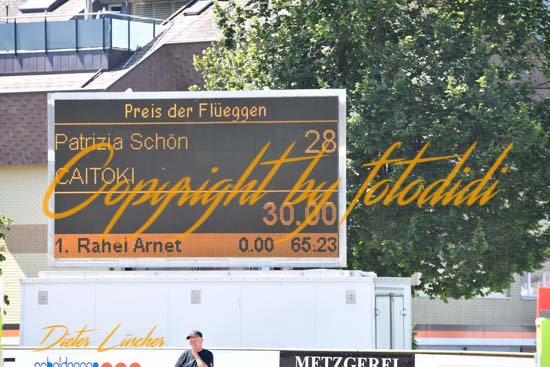 Preis der Flüeggen
Patrizia Schön 28
CAITOKI
Copyright by fotodidi
30.00
1. Rahel Arnet 0.00 65.23
Dieter Lüscher
METZGEREI